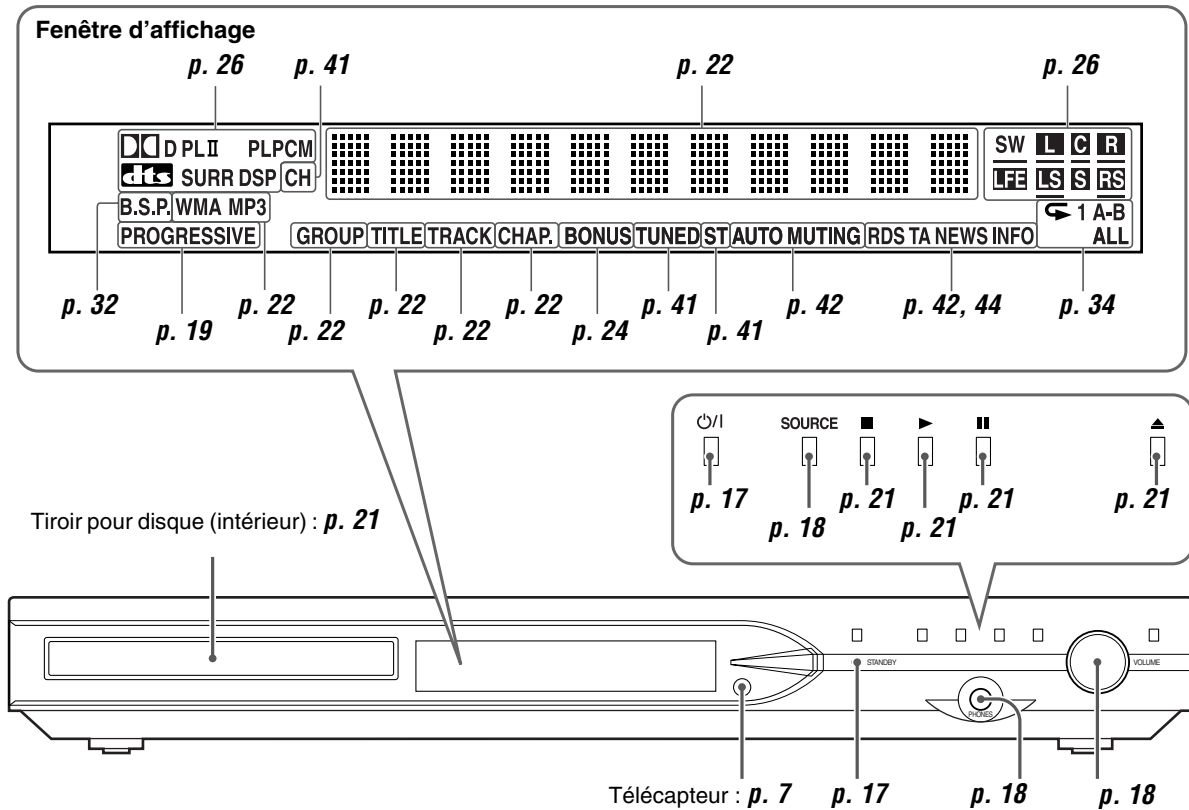 Fenêtre d'affichage
p. 26 p. 41 p. 22 p. 26
D PL II PLPCM
SW L C R
dts SURR DSP CH
LFE LS S RS
B.S.P. WMA MP3
1 A-B
PROGRESSIVE GROUP TITLE TRACK CHAP. BONUS TUNED ST AUTO MUTING RDS TA NEWS INFO ALL
p. 32 p. 22 p. 22 p. 22 p. 41 p. 42 p. 42, 44 p. 34
p. 19 p. 22 p. 22 p. 24 p. 41
⏻/I SOURCE ■ ► ▮▮ ▲
p. 17 p. 21 p. 21 p. 21
p. 18 p. 21
Tiroir pour disque (intérieur) : p. 21
STANDBY VOLUME
PHONES
Télécapteur : p. 7 p. 17 p. 18 p. 18